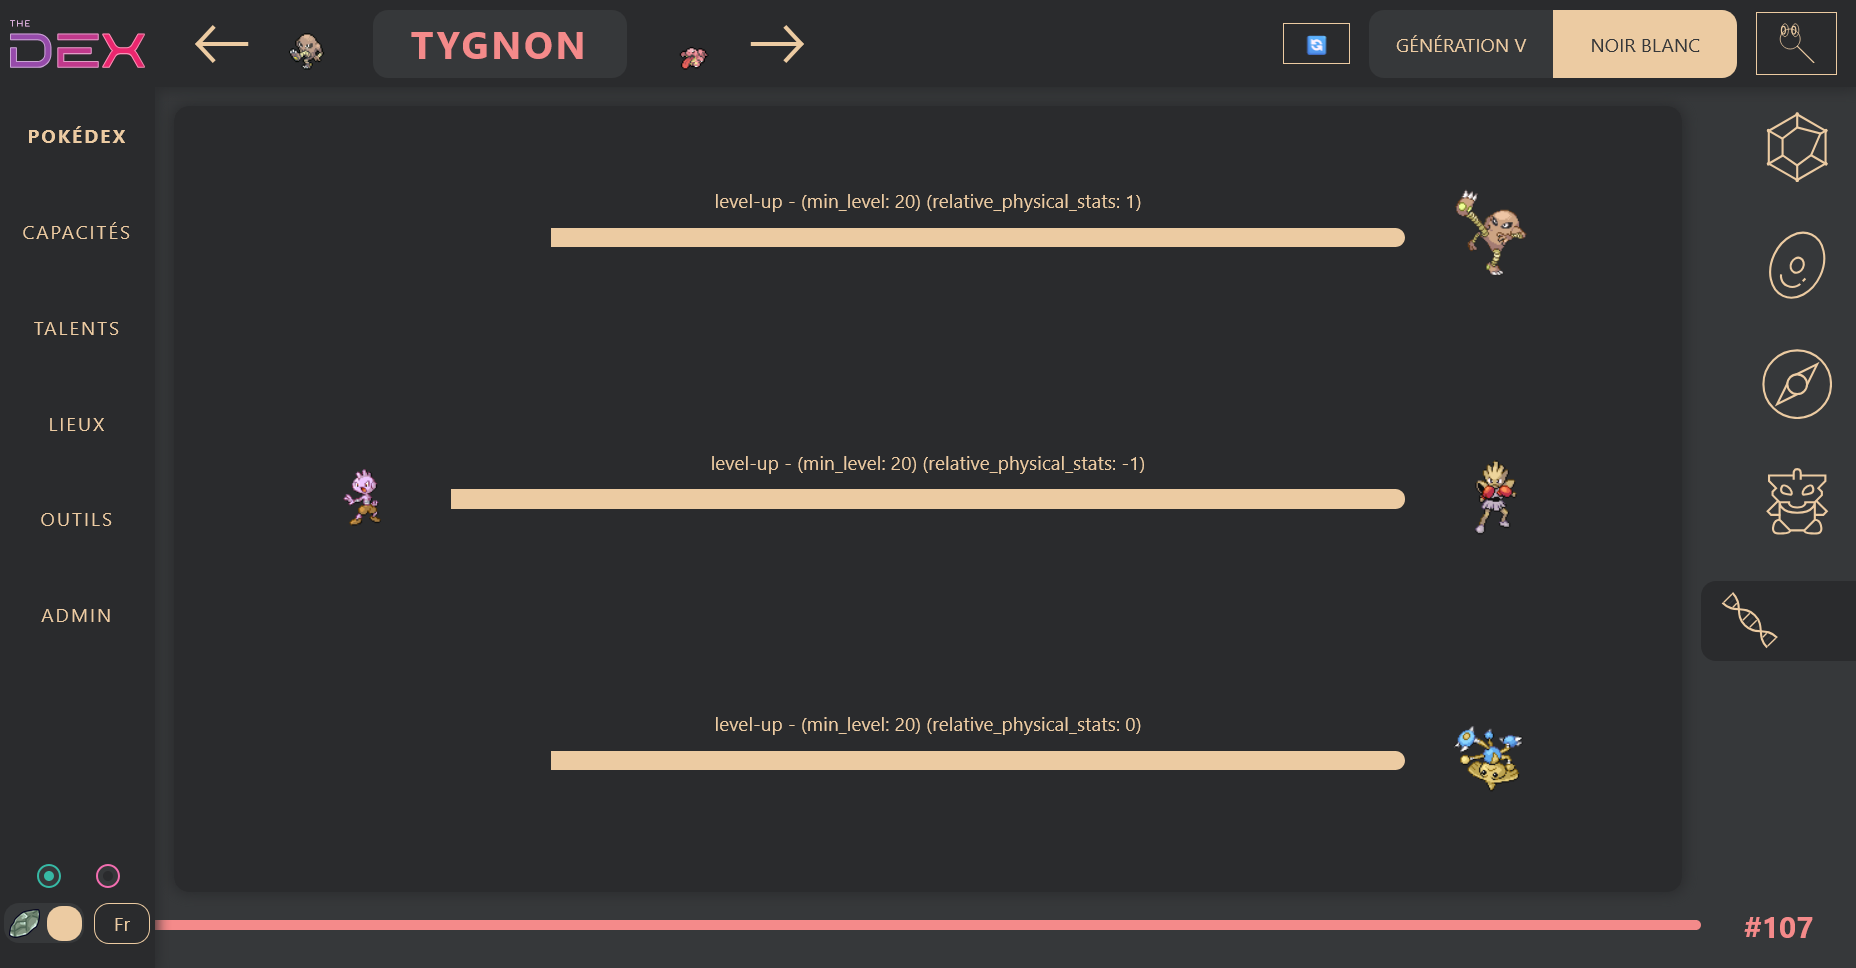 THE
DEX
TYGNON
GÉNÉRATION V
NOIR BLANC
POKÉDEX
CAPACITÉS
TALENTS
LIEUX
OUTILS
ADMIN
level-up - (min_level: 20) (relative_physical_stats: 1)
level-up - (min_level: 20) (relative_physical_stats: -1)
level-up - (min_level: 20) (relative_physical_stats: 0)
Fr
#107